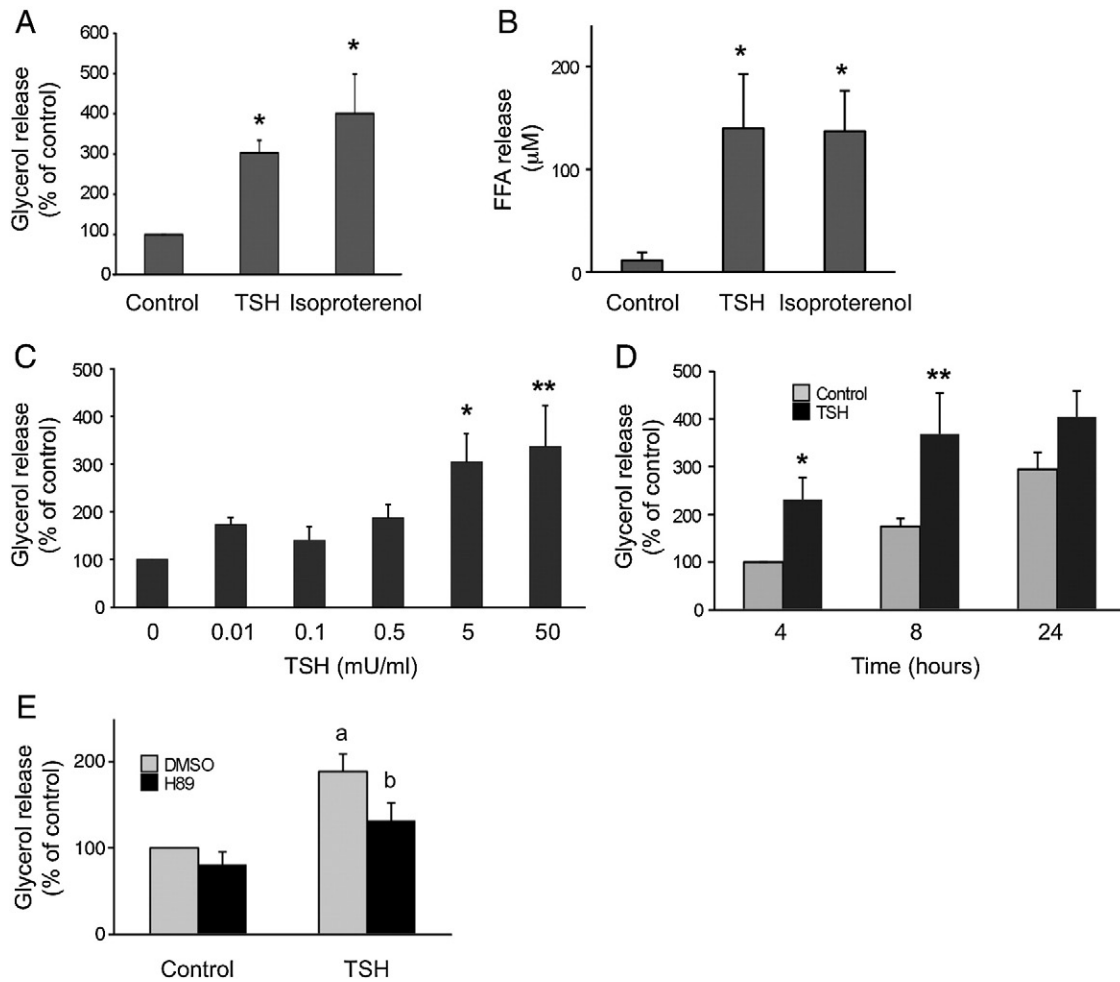 A
Glycerol release
(% of control)
600
500
400
300
200
100
0
*
*
Control TSH Isoproterenol
B
FFA release
(μM)
200
100
0
*
*
Control TSH Isoproterenol
C
Glycerol release
(% of control)
500
400
300
200
100
0
*
**
0 0.01 0.1 0.5 5 50
TSH (mU/ml)
D
Glycerol release
(% of control)
500
400
300
200
100
0
Control
TSH
*
**
4 8 24
Time (hours)
E
Glycerol release
(% of control)
200
100
0
DMSO
H89
a
b
Control TSH